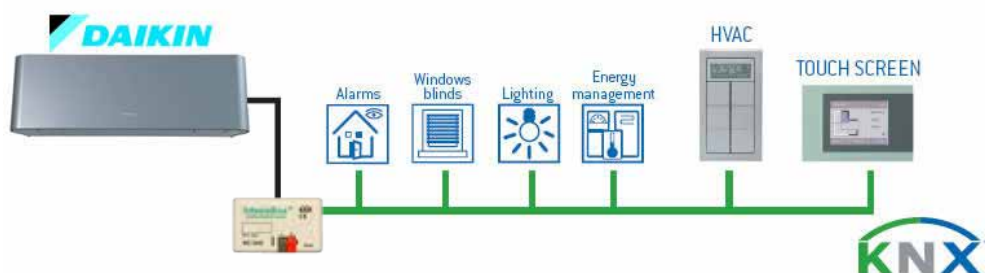 DAIKIN
HVAC
TOUCH SCREEN
Alarms
Windows
blinds
Lighting
Energy
management
KNX